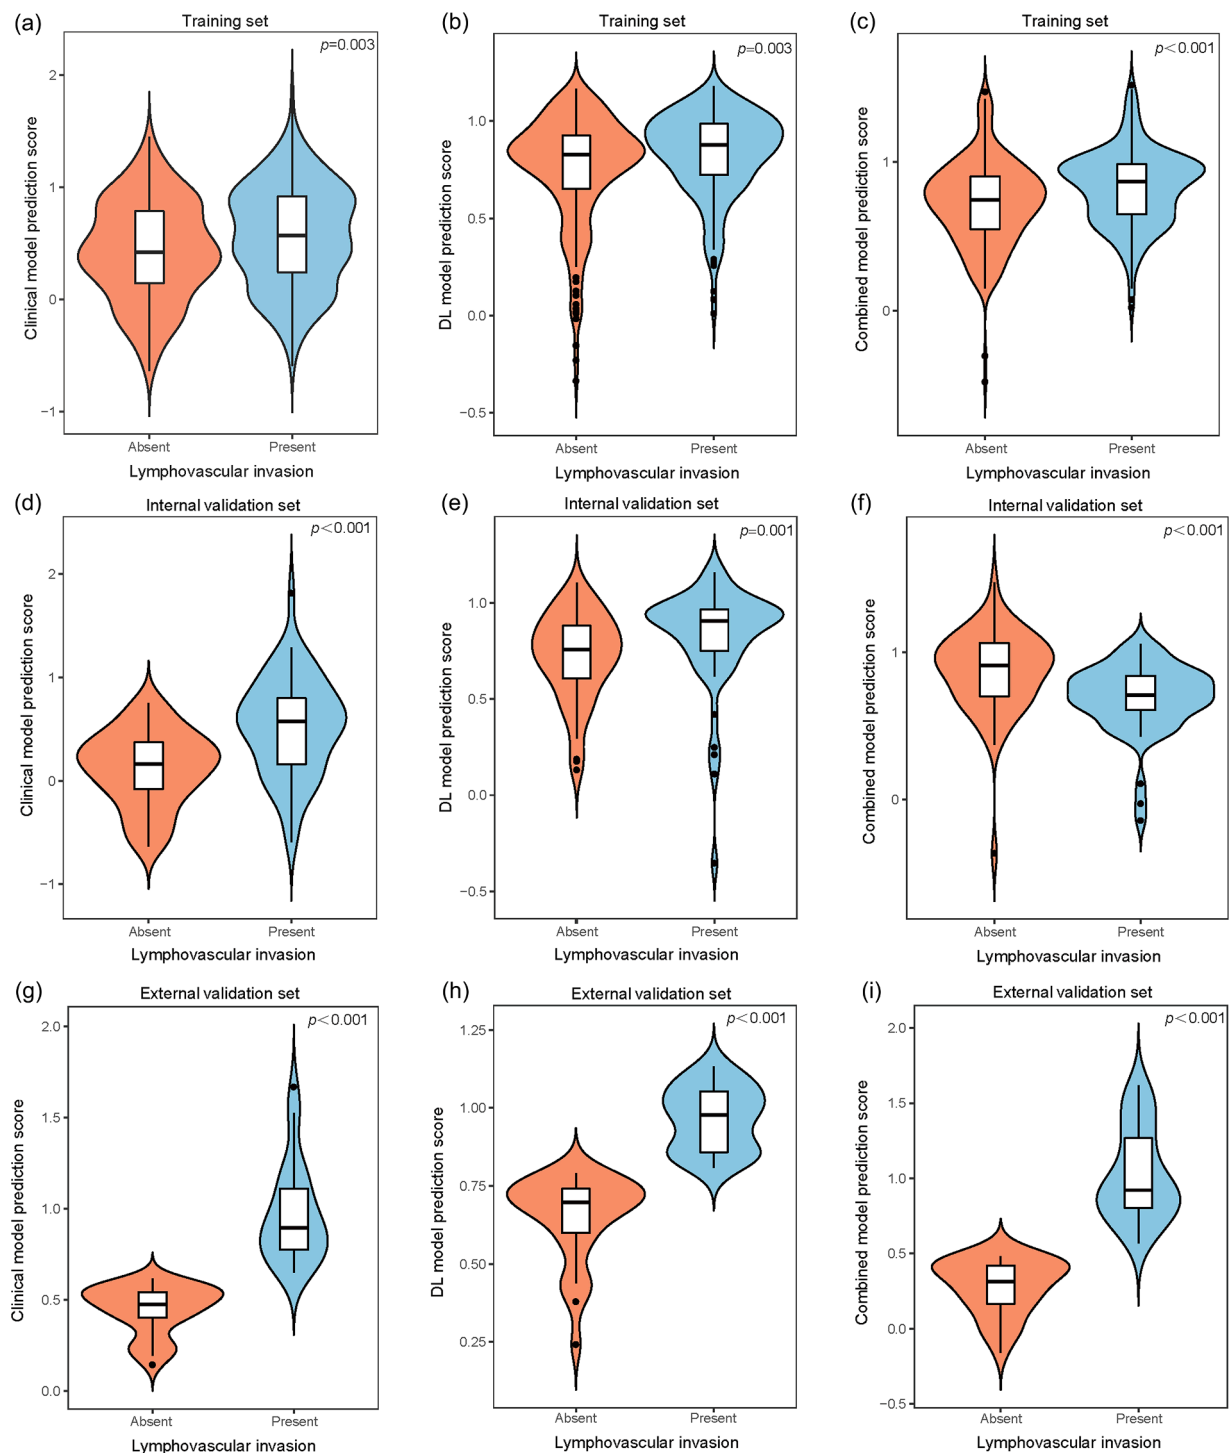 (a)
Training set
p=0.003
Clinical model prediction score
2
1
0
−1
Absent
Present
Lymphovascular invasion
(b)
Training set
p=0.003
DL model prediction score
1.0
0.5
0.0
−0.5
Absent
Present
Lymphovascular invasion
(c)
Training set
p<0.001
Combined model prediction score
1
0
Absent
Present
Lymphovascular invasion
(d)
Internal validation set
p<0.001
Clinical model prediction score
2
1
0
−1
Absent
Present
Lymphovascular invasion
(e)
Internal validation set
p=0.001
DL model prediction score
1.0
0.5
0.0
−0.5
Absent
Present
Lymphovascular invasion
(f)
Internal validation set
p<0.001
Combined model prediction score
1
0
Absent
Present
Lymphovascular invasion
(g)
External validation set
p<0.001
Clinical model prediction score
2.0
1.5
1.0
0.5
0.0
Absent
Present
Lymphovascular invasion
(h)
External validation set
p<0.001
DL model prediction score
1.25
1.00
0.75
0.50
0.25
Absent
Present
Lymphovascular invasion
(i)
External validation set
p<0.001
Combined model prediction score
2.0
1.5
1.0
0.5
0.0
−0.5
Absent
Present
Lymphovascular invasion